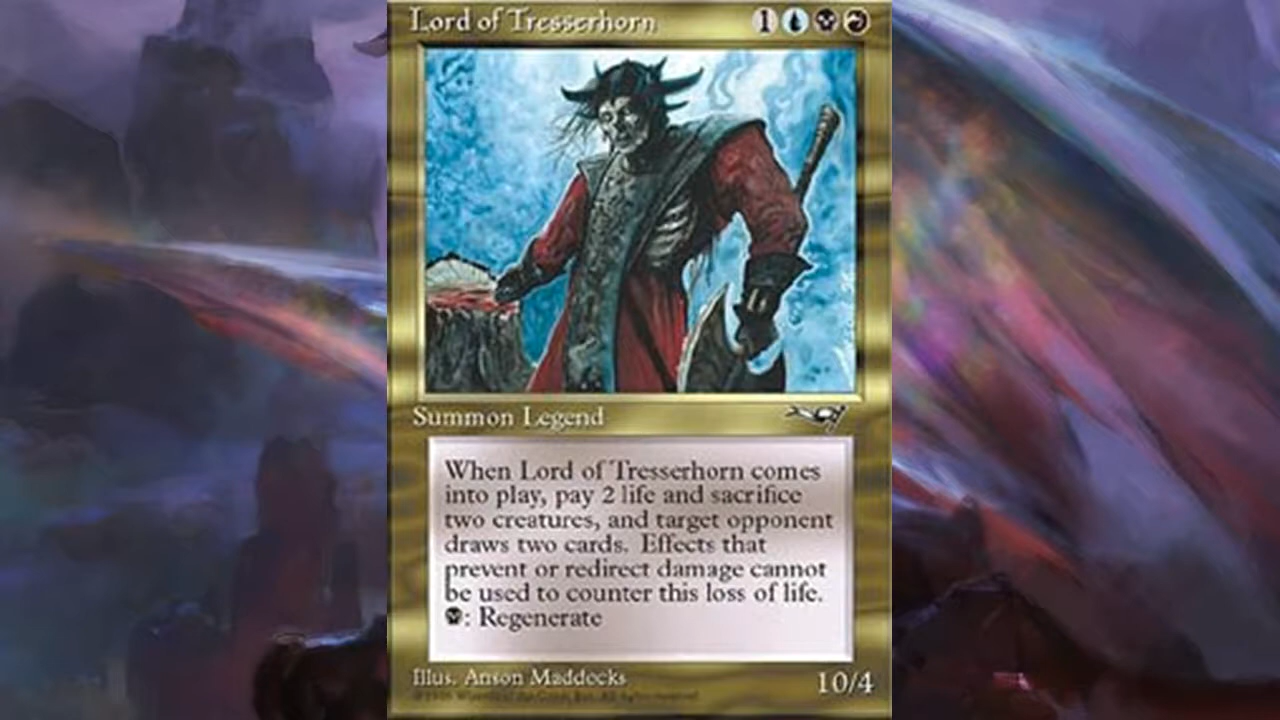 Lord of Tresserhorn 1
Summon Legend
When Lord of Tresserhorn comes
into play, pay 2 life and sacrifice
two creatures, and target opponent
draws two cards. Effects that
prevent or redirect damage cannot
be used to counter this loss of life.
: Regenerate
Illus. Anson Maddocks
10/4